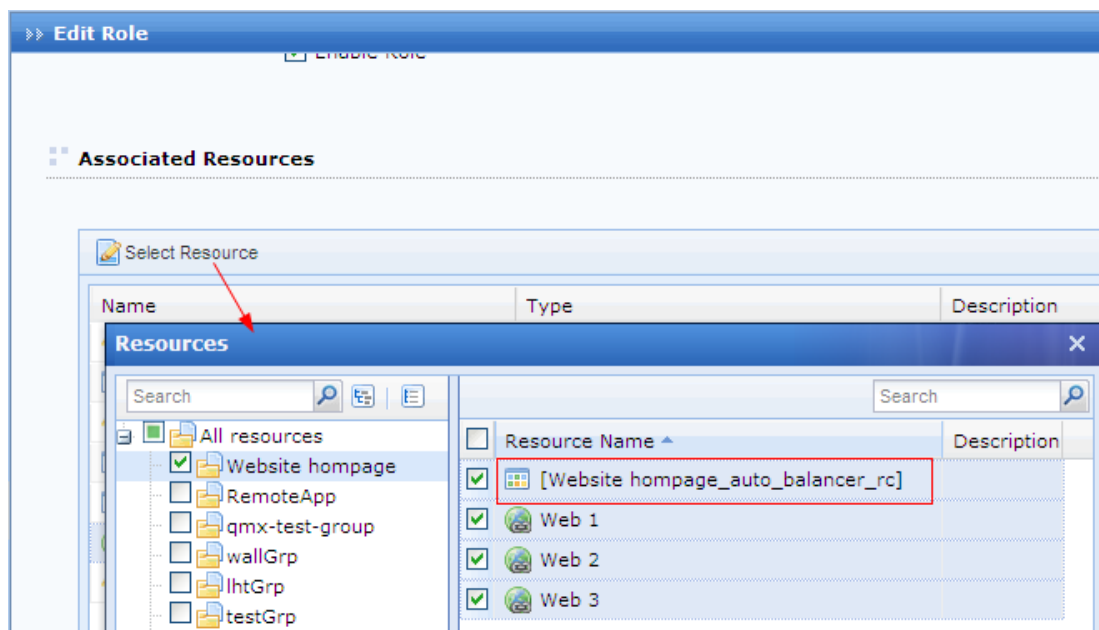 Edit Role
Enable Role
Associated Resources
Select Resource
Name Type Description
Resources
Search Search
All resources
Resource Name Description
Website hompage
[Website hompage_auto_balancer_rc]
RemoteApp
Web 1
qmx-test-group
Web 2
wallGrp
lhtGrp
Web 3
testGrp